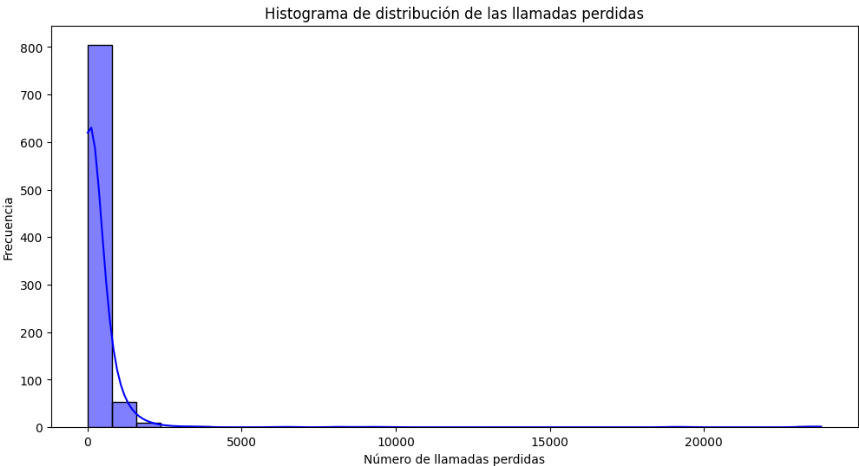 Histograma de distribución de las llamadas perdidas
800
700
600
500
400
300
200
100
0
Frecuencia
0 5000 10000 15000 20000
Número de llamadas perdidas